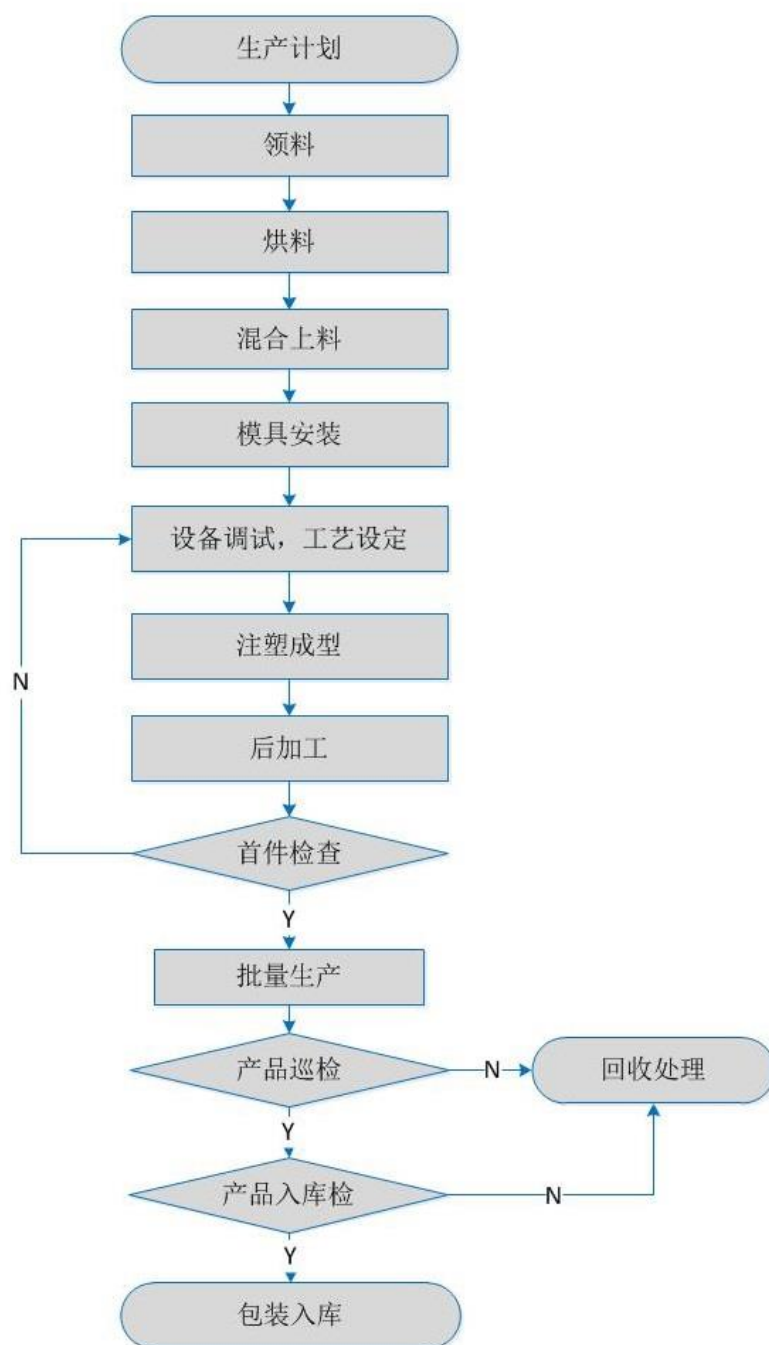 生产计划
领料
烘料
混合上料
模具安装
设备调试，工艺设定
注塑成型
N
后加工
首件检查
Y
批量生产
产品巡检
N
回收处理
Y
产品入库检
N
Y
包装入库